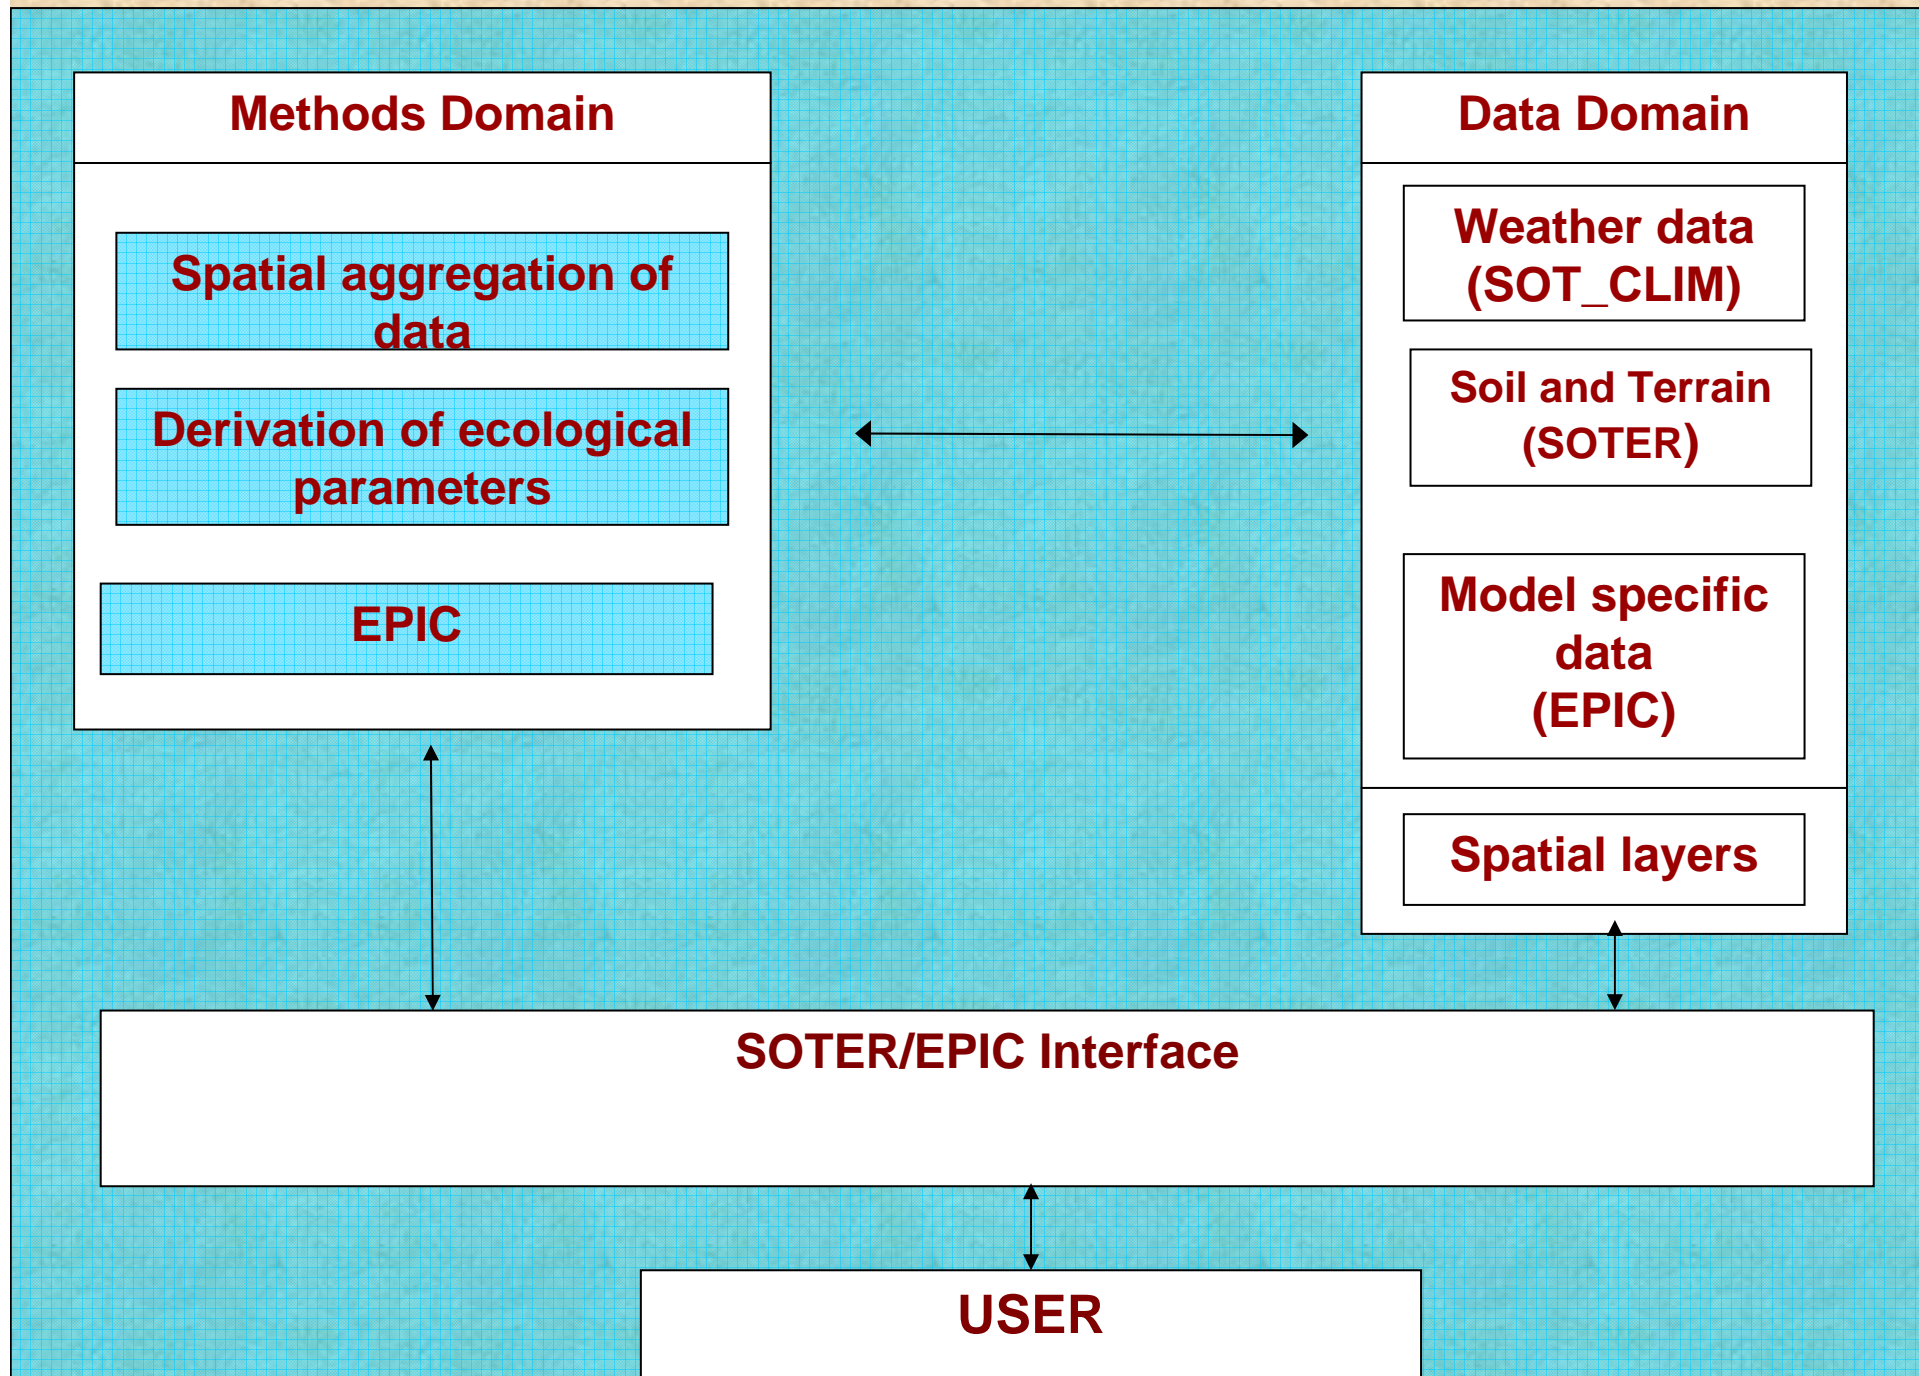 Methods Domain
Spatial aggregation of
data
Derivation of ecological
parameters
EPIC
Data Domain
Weather data
(SOT_CLIM)
Soil and Terrain
(SOTER)
Model specific
data
(EPIC)
Spatial layers
SOTER/EPIC Interface
USER